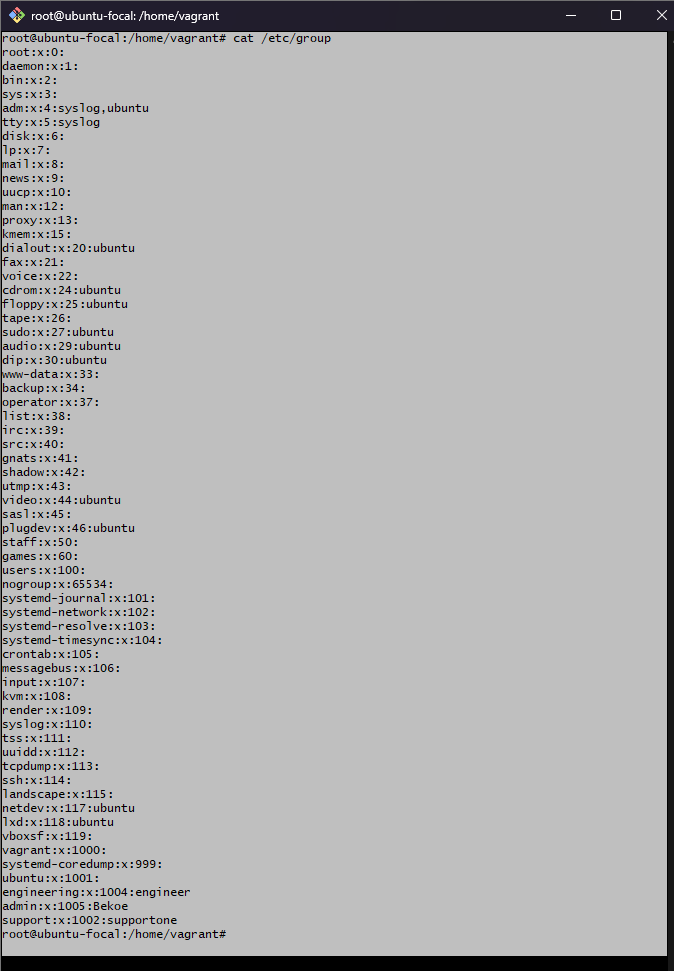 root@ubuntu-focal: /home/vagrant
root@ubuntu-focal:/home/vagrant# cat /etc/group
root:x:0:
daemon:x:1:
bin:x:2:
sys:x:3:
adm:x:4:syslog,ubuntu
tty:x:5:syslog
disk:x:6:
lp:x:7:
mail:x:8:
news:x:9:
uucp:x:10:
man:x:12:
proxy:x:13:
kmem:x:15:
dialout:x:20:ubuntu
fax:x:21:
voice:x:22:
cdrom:x:24:ubuntu
floppy:x:25:ubuntu
tape:x:26:
sudo:x:27:ubuntu
audio:x:29:ubuntu
dip:x:30:ubuntu
www-data:x:33:
backup:x:34:
operator:x:37:
list:x:38:
irc:x:39:
src:x:40:
gnats:x:41:
shadow:x:42:
utmp:x:43:
video:x:44:ubuntu
sasl:x:45:
plugdev:x:46:ubuntu
staff:x:50:
games:x:60:
users:x:100:
nogroup:x:65534:
systemd-journal:x:101:
systemd-network:x:102:
systemd-resolve:x:103:
systemd-timesync:x:104:
crontab:x:105:
messagebus:x:106:
input:x:107:
kvm:x:108:
render:x:109:
syslog:x:110:
tss:x:111:
uuidd:x:112:
tcpdump:x:113:
ssh:x:114:
landscape:x:115:
netdev:x:117:ubuntu
lxd:x:118:ubuntu
vboxsf:x:119:
vagrant:x:1000:
systemd-coredump:x:999:
ubuntu:x:1001:
engineering:x:1004:engineer
admin:x:1005:Bekoe
support:x:1002:supportone
root@ubuntu-focal:/home/vagrant#